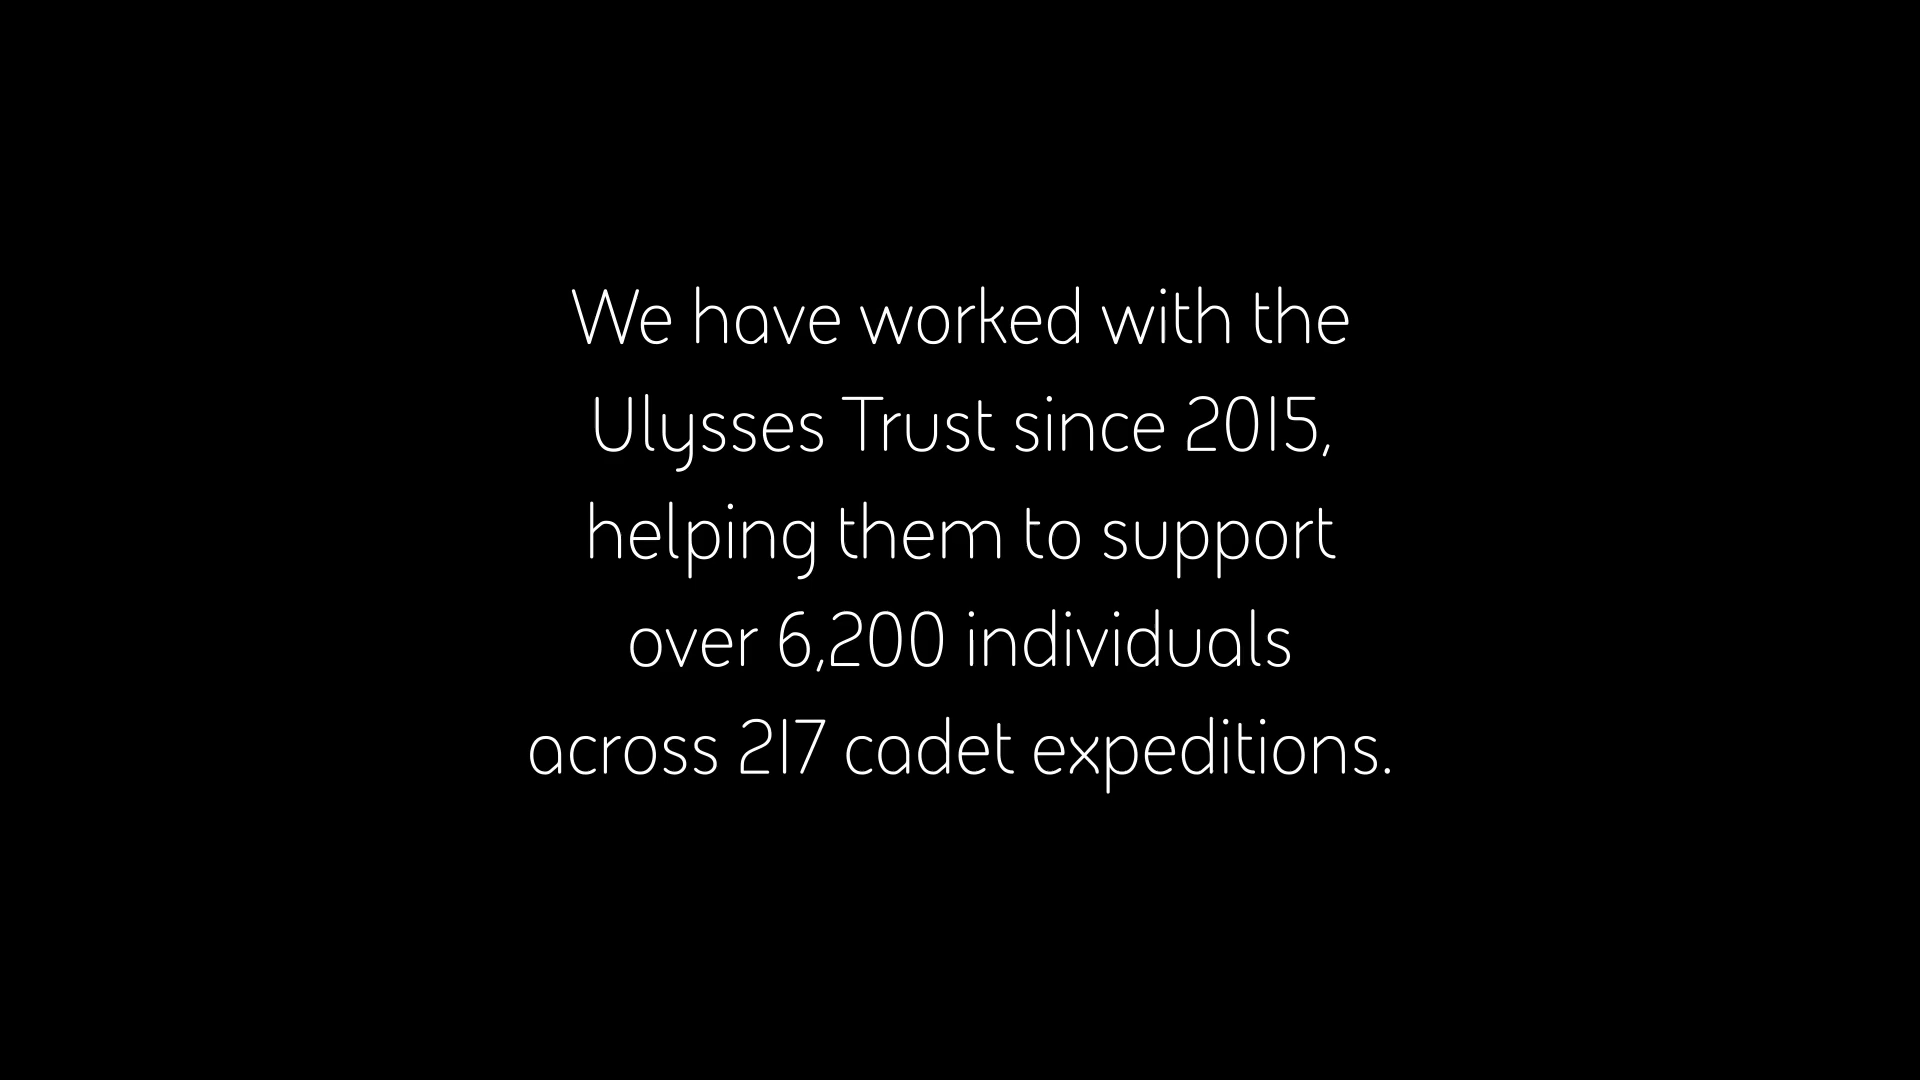 We have worked with the
Ulysses Trust since 2015,
helping them to support
over 6,200 individuals
across 217 cadet expeditions.